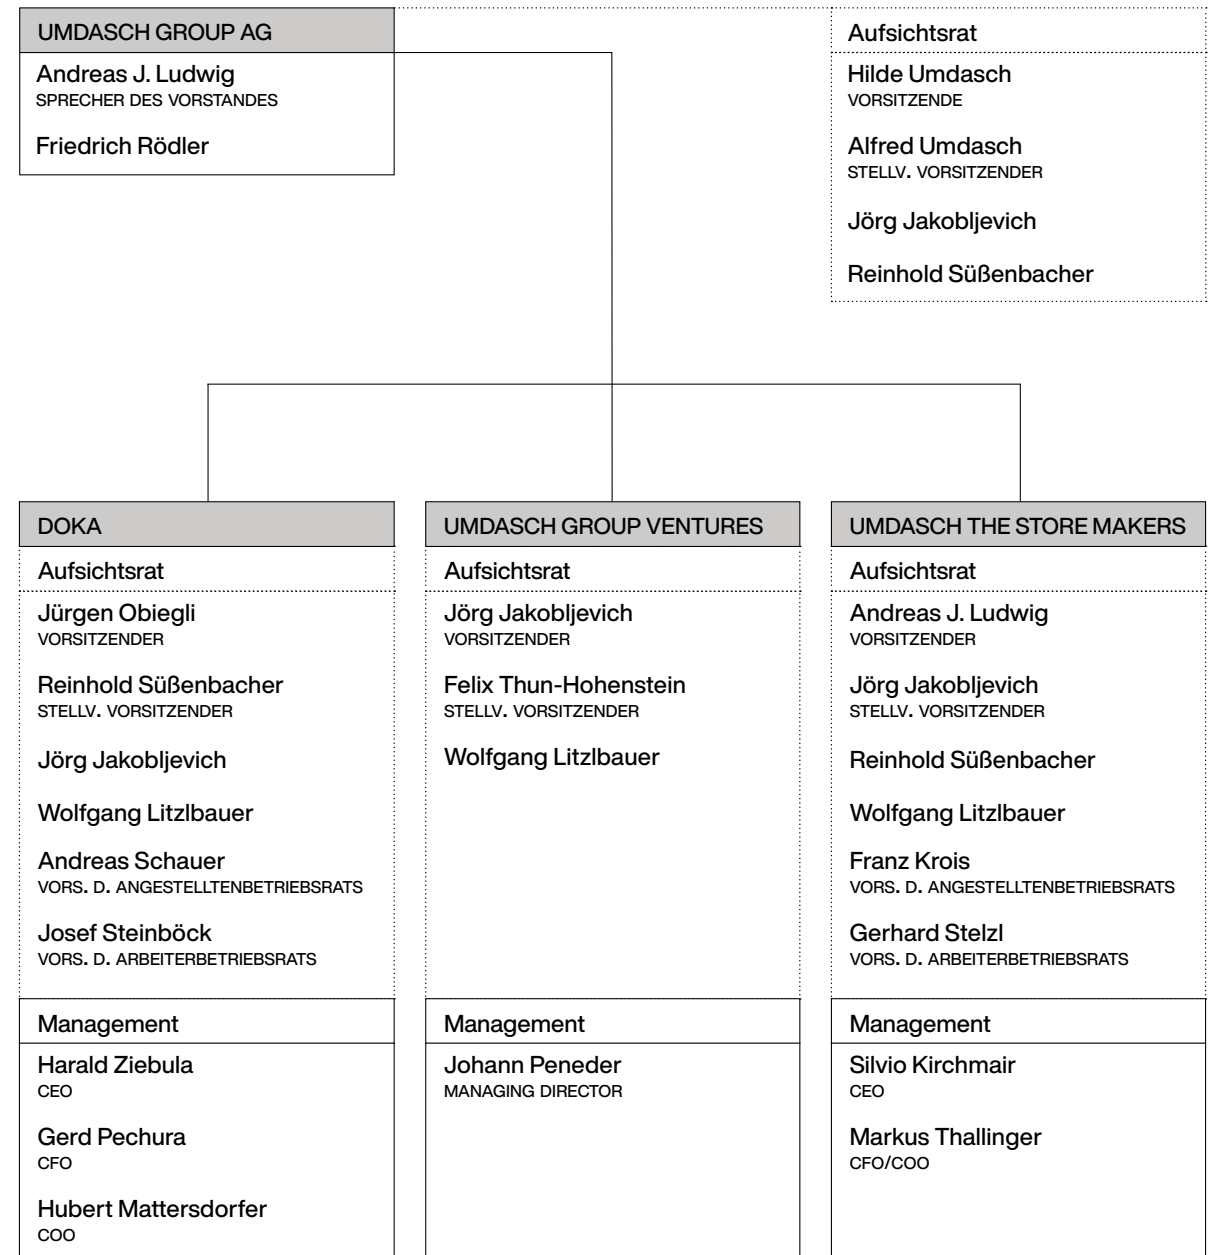 UMDASCH GROUP AG
Andreas J. Ludwig
SPRECHER DES VORSTANDES
Friedrich Rödler
Aufsichtsrat
Hilde Umdasch
VORSITZENDE
Alfred Umdasch
STELLV. VORSITZENDER
Jörg Jakobljevich
Reinhold Süßenbacher
DOKA
Aufsichtsrat
Jürgen Obiegli
VORSITZENDER
Reinhold Süßenbacher
STELLV. VORSITZENDER
Jörg Jakobljevich
Wolfgang Litzlbauer
Andreas Schauer
VORS. D. ANGESTELLTENBETRIEBSRATS
Josef Steinböck
VORS. D. ARBEITERBETRIEBSRATS
Management
Harald Ziebula
CEO
Gerd Pechura
CFO
Hubert Mattersdorfer
COO
UMDASCH GROUP VENTURES
Aufsichtsrat
Jörg Jakobljevich
VORSITZENDER
Felix Thun-Hohenstein
STELLV. VORSITZENDER
Wolfgang Litzlbauer
Management
Johann Peneder
MANAGING DIRECTOR
UMDASCH THE STORE MAKERS
Aufsichtsrat
Andreas J. Ludwig
VORSITZENDER
Jörg Jakobljevich
STELLV. VORSITZENDER
Reinhold Süßenbacher
Wolfgang Litzlbauer
Franz Krois
VORS. D. ANGESTELLTENBETRIEBSRATS
Gerhard Stelzl
VORS. D. ARBEITERBETRIEBSRATS
Management
Silvio Kirchmair
CEO
Markus Thallinger
CFO/COO